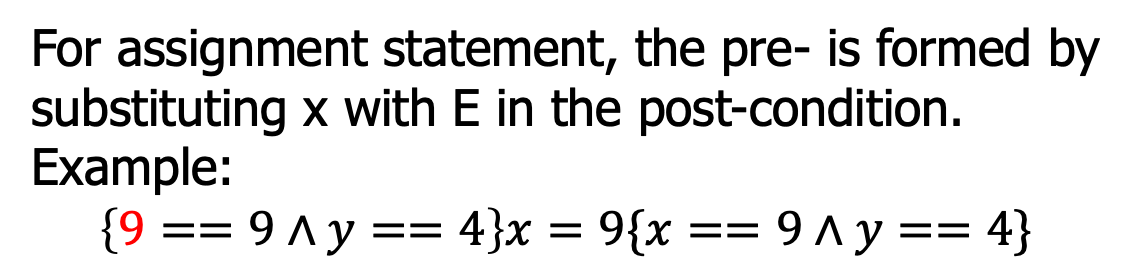 For assignment statement, the pre- is formed by
substituting x with E in the post-condition.
Example:
{9 == 9 ∧ y == 4}x = 9{x == 9 ∧ y == 4}